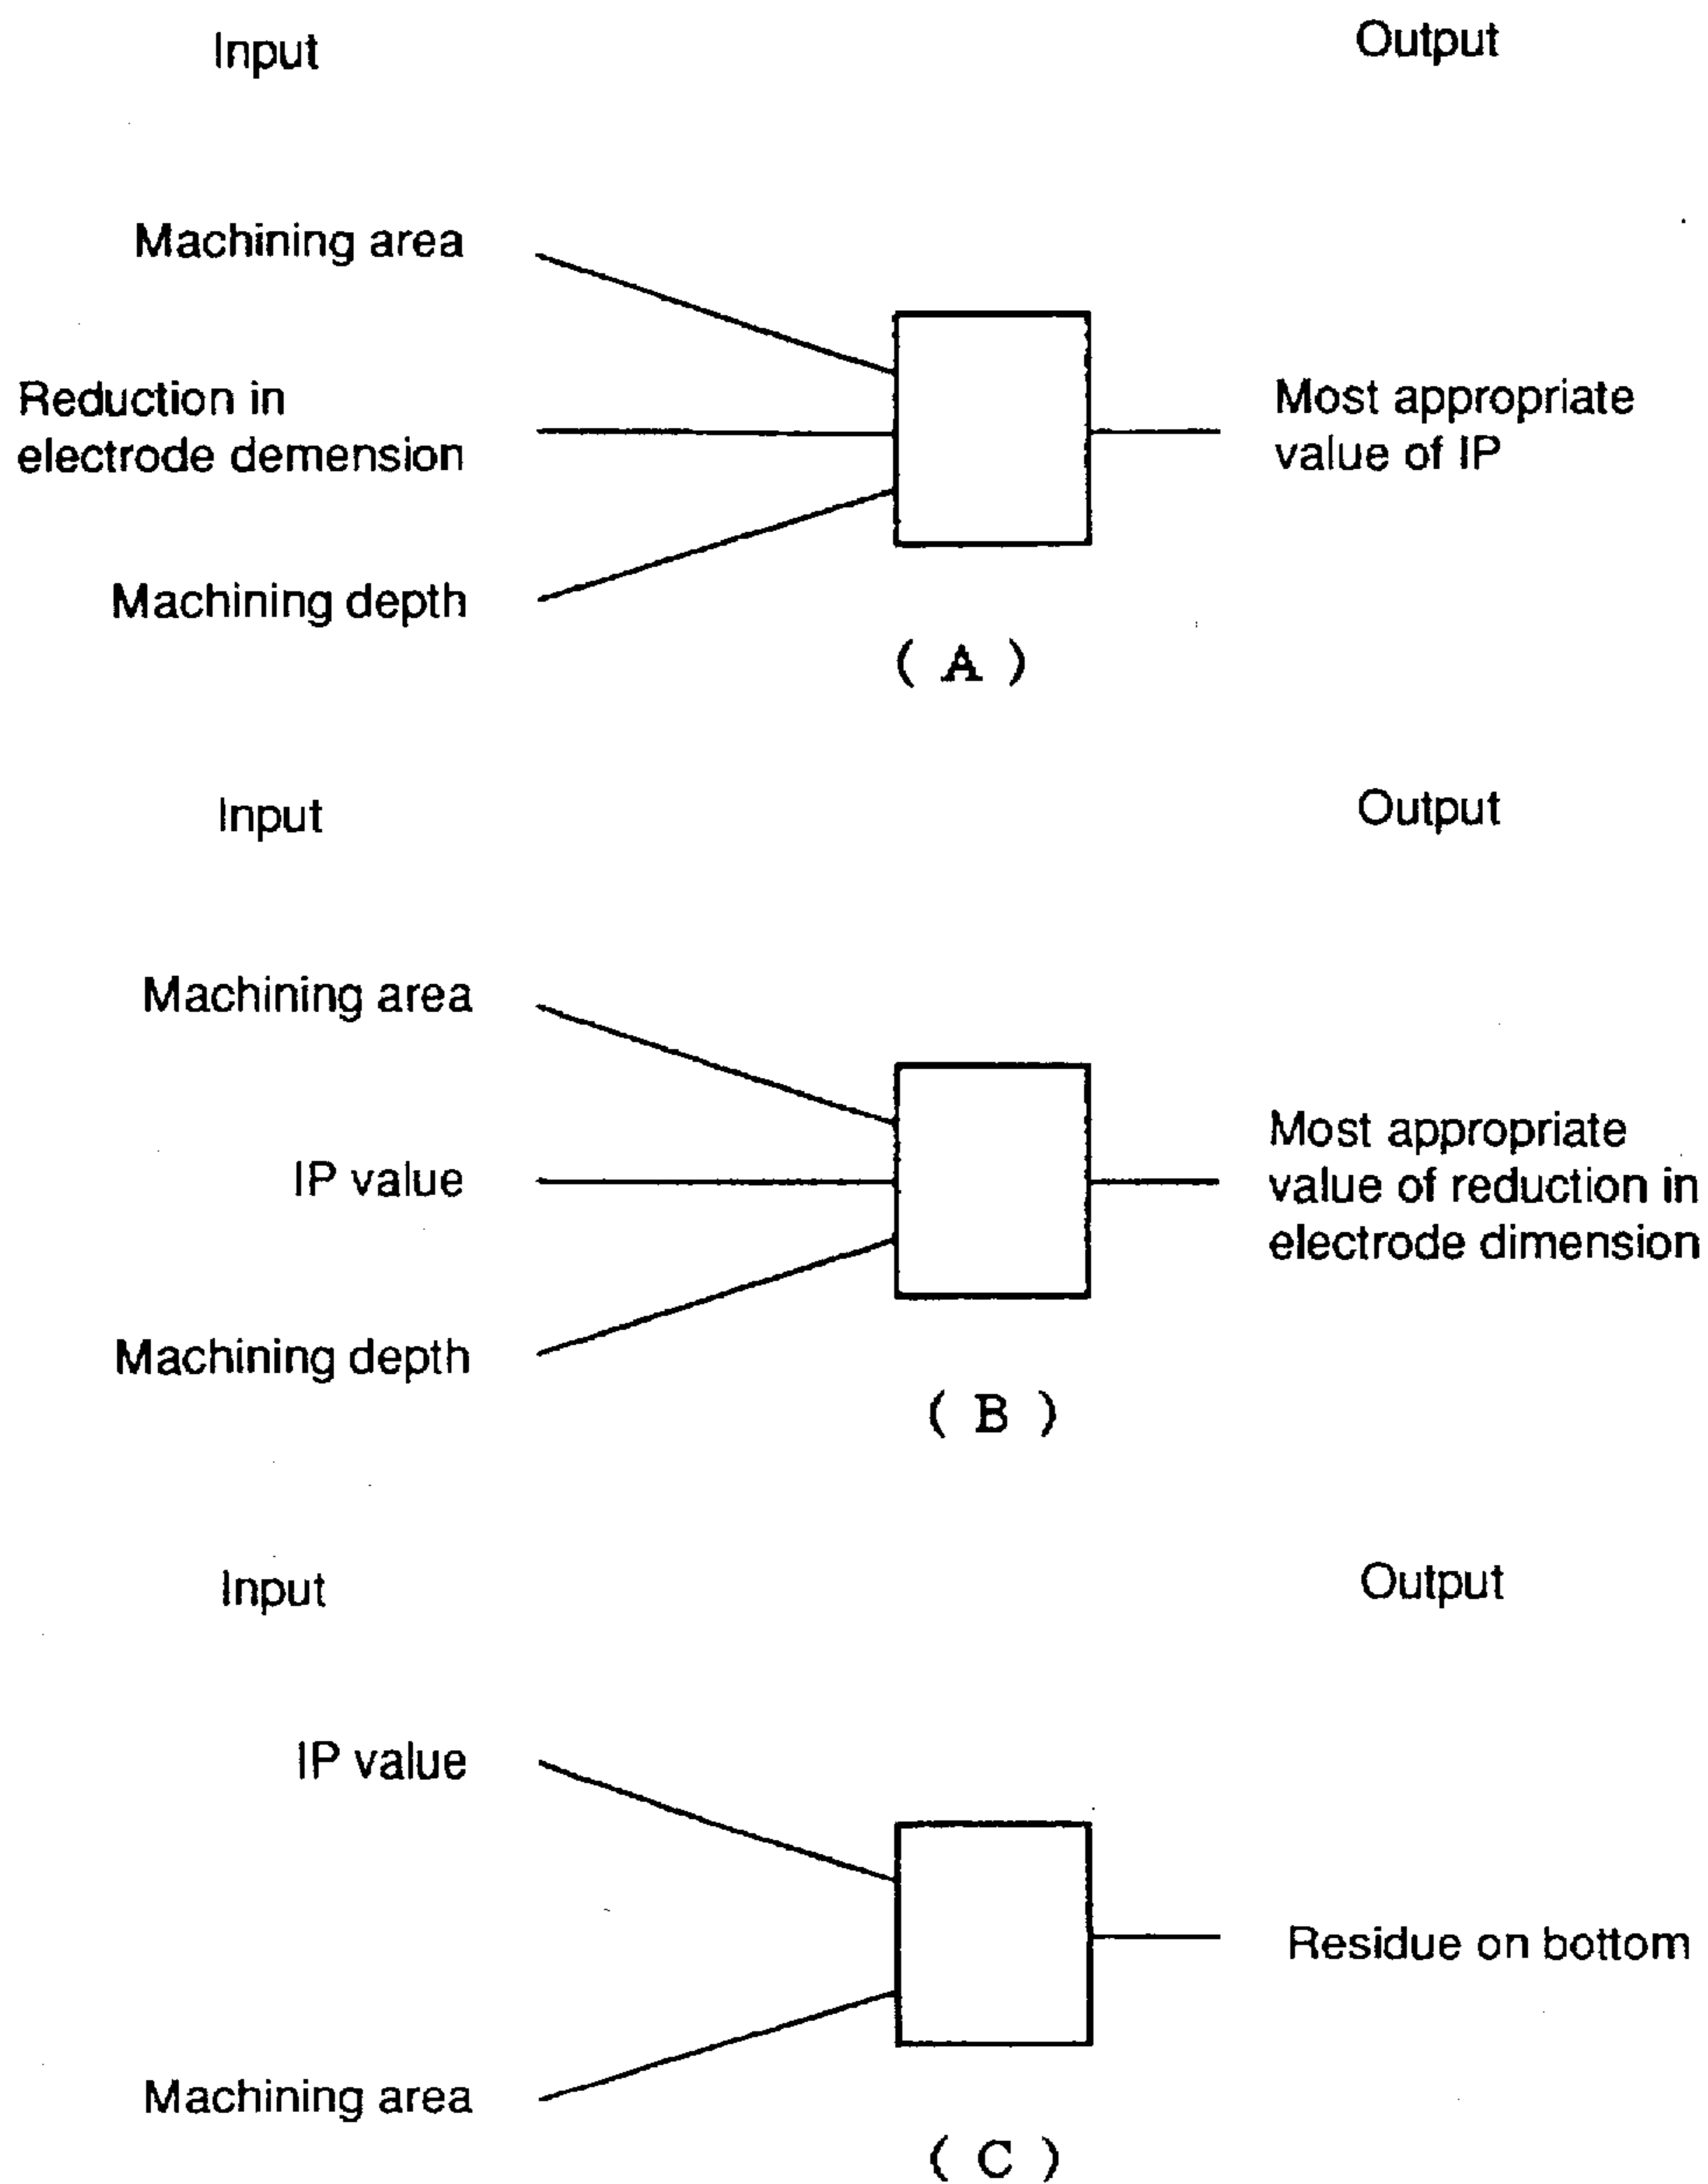 Input
Output
Machining area
Reduction in
electrode demension
Most appropriate
value of IP
Machining depth
( A )
Input
Output
Machining area
IP value
Most appropriate
value of reduction in
electrode dimension
Machining depth
( B )
Input
Output
IP value
Residue on bottom
Machining area
( C )